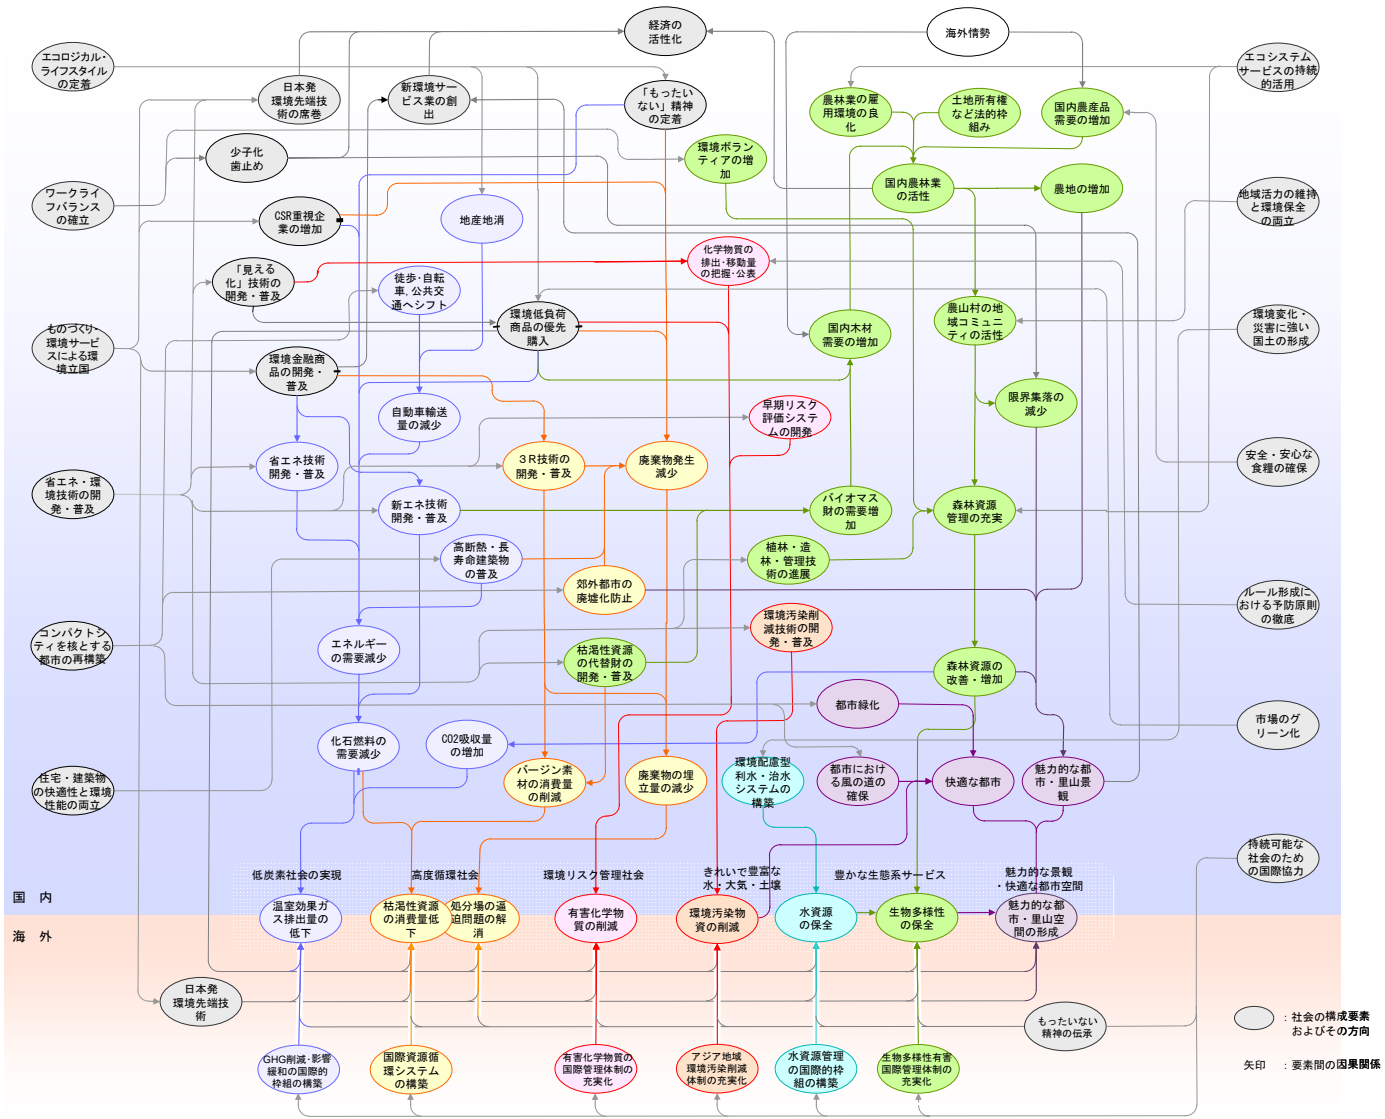 経済の
活性化
海外情勢
エコロジカル・
ライフスタイル
の定着
日本発
環境先端技
術の席巻
新環境サー
ビス業の創
出
「もったい
ない」精神
の定着
農林業の雇
用環境の良
化
土地所有権
など法的枠
組み
国内農産品
需要の増加
エコシステム
サービスの持続
的活用
少子化
歯止め
環境ボラン
ティアの増
加
国内農林業
の活性
農地の増加
ワークライ
フバランス
の確立
CSR重視企
業の増加
地産地消
地域活力の維持
と環境保全
の両立
「見える
化」技術の
開発・普及
徒歩・自転
車,公共交
通へシフト
化学物質の
排出・移動量
の把握・公表
ものづくり・
環境サービ
スによる環
境立国
環境低負荷
商品の優先
購入
国内木材
需要の増加
農山村の地
域コミュニ
ティの活性
環境変化・
災害に強い
国土の形成
環境金融商
品の開発・
普及
自動車輸送
量の減少
早期リスク
評価システ
ムの開発
限界集落の
減少
省エネ技術
開発・普及
3R技術の
開発・普及
廃棄物発生
減少
安全・安心な
食糧の確保
省エネ・環
境技術の開
発・普及
新エネ技術
開発・普及
バイオマス
財の需要増
加
森林資源
管理の充実
高断熱・長
寿命建築物
の普及
植林・造
林・管理技
術の進展
郊外都市の
廃墟化防止
ルール形成に
おける予防原則
の徹底
コンパクトシ
ティを核とする
都市の再構築
エネルギー
の需要減少
枯渇性資源
の代替財の
開発・普及
環境汚染削
減技術の開
発・普及
森林資源の
改善・増加
都市緑化
市場のグ
リーン化
化石燃料の
需要減少
CO2吸収量
の増加
住宅・建築物
の快適性と環境
性能の両立
バージン素
材の消費量
の削減
廃棄物の埋
立量の減少
環境配慮型
利水・治水
システムの
構築
都市におけ
る風の道の
確保
快適な都市
魅力的な都
市・里山景
観
持続可能な
社会のため
の国際協力
低炭素社会の実現
高度循環社会
環境リスク管理社会
きれいで豊富な
水・大気・土壌
豊かな生態系サービス
魅力的な景観
・快適な都市空間
国 内
温室効果ガ
ス排出量の
低下
枯渇性資源
の消費量低
下
処分場の逼
迫問題の解
消
有害化学物
質の削減
環境汚染物
資の削減
水資源
の保全
生物多様性
の保全
魅力的な都
市・里山空
間の形成
海 外
日本発
環境先端技
術
もったいない
精神の伝承
:社会の構成要素
およびその方向
GHG削減・影響
緩和の国際的
枠組の構築
国際資源循
環システム
の構築
有害化学物質の
国際管理体制の
充実化
アジア地域
環境汚染削減
体制の充実化
水資源管理
の国際的枠
組の構築
生物多様性有害
国際管理体制の
充実化
矢印 :要素間の因果関係